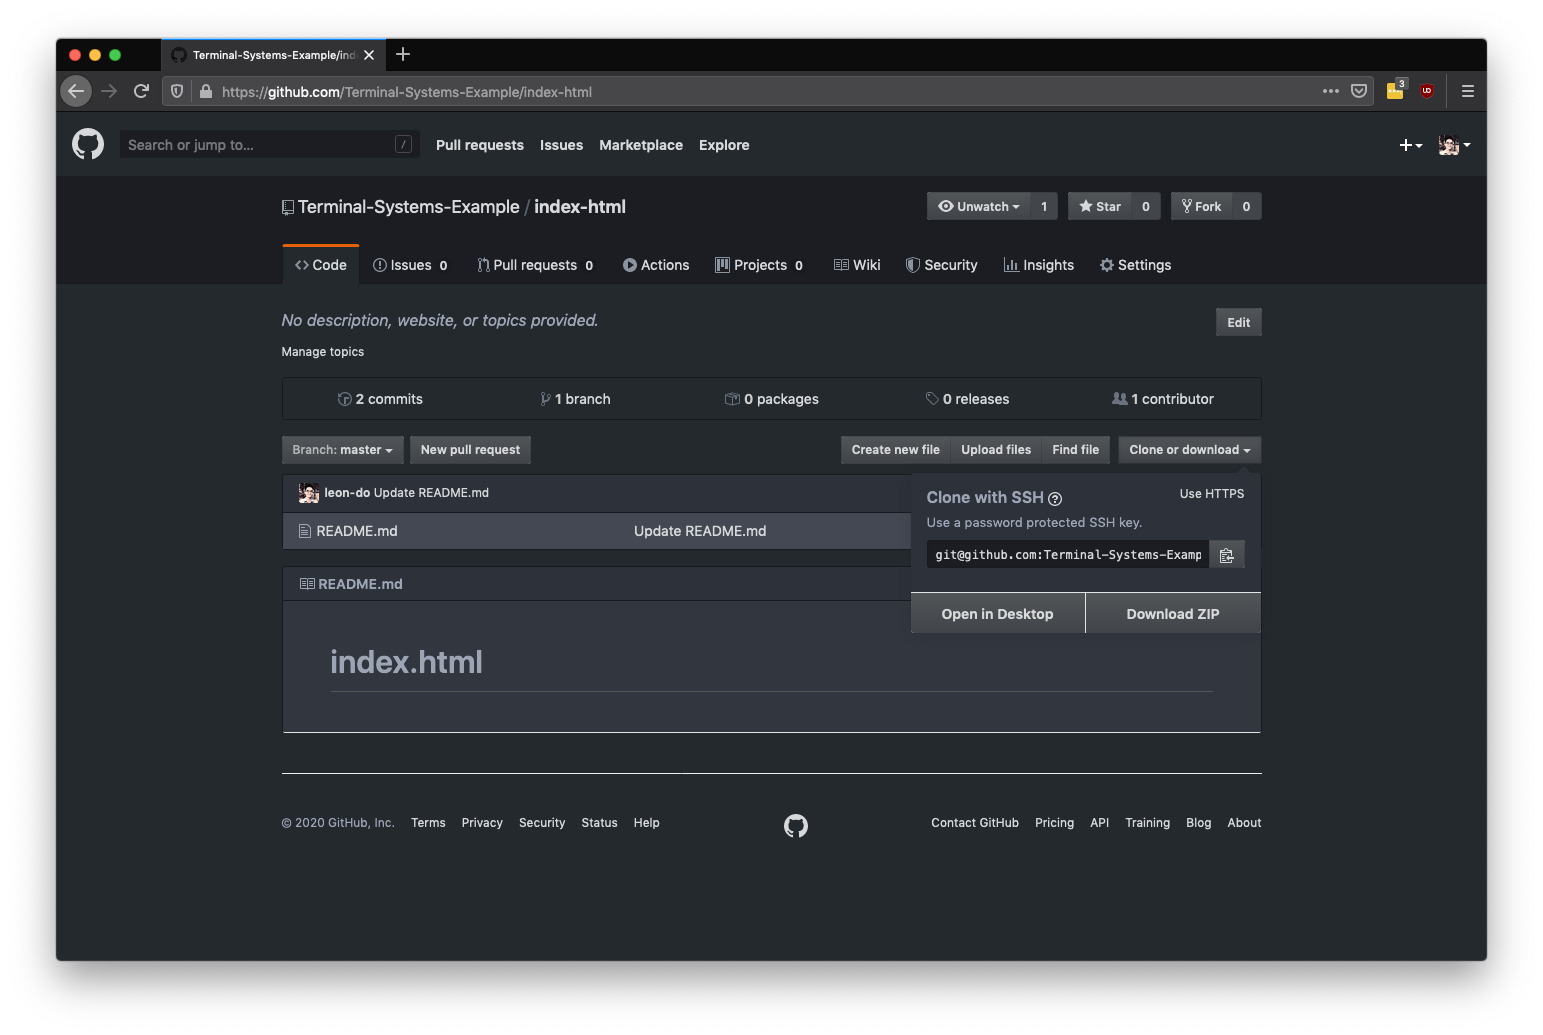 Terminal-Systems-Example/ind
https://github.com/Terminal-Systems-Example/index-html
3
Search or jump to...
/
Pull requests
Issues
Marketplace
Explore
Terminal-Systems-Example / index-html
Unwatch 1
Star 0
Fork 0
Code
Issues 0
Pull requests 0
Actions
Projects 0
Wiki
Security
Insights
Settings
No description, website, or topics provided.
Edit
Manage topics
2 commits
1 branch
0 packages
0 releases
1 contributor
Branch: master
New pull request
Create new file
Upload files
Find file
Clone or download
leon-do Update README.md
README.md
Update README.md
Clone with SSH
Use HTTPS
Use a password protected SSH key.
git@github.com:Terminal-Systems-Examp
Open in Desktop
Download ZIP
README.md
index.html
© 2020 GitHub, Inc.
Terms
Privacy
Security
Status
Help
Contact GitHub
Pricing
API
Training
Blog
About